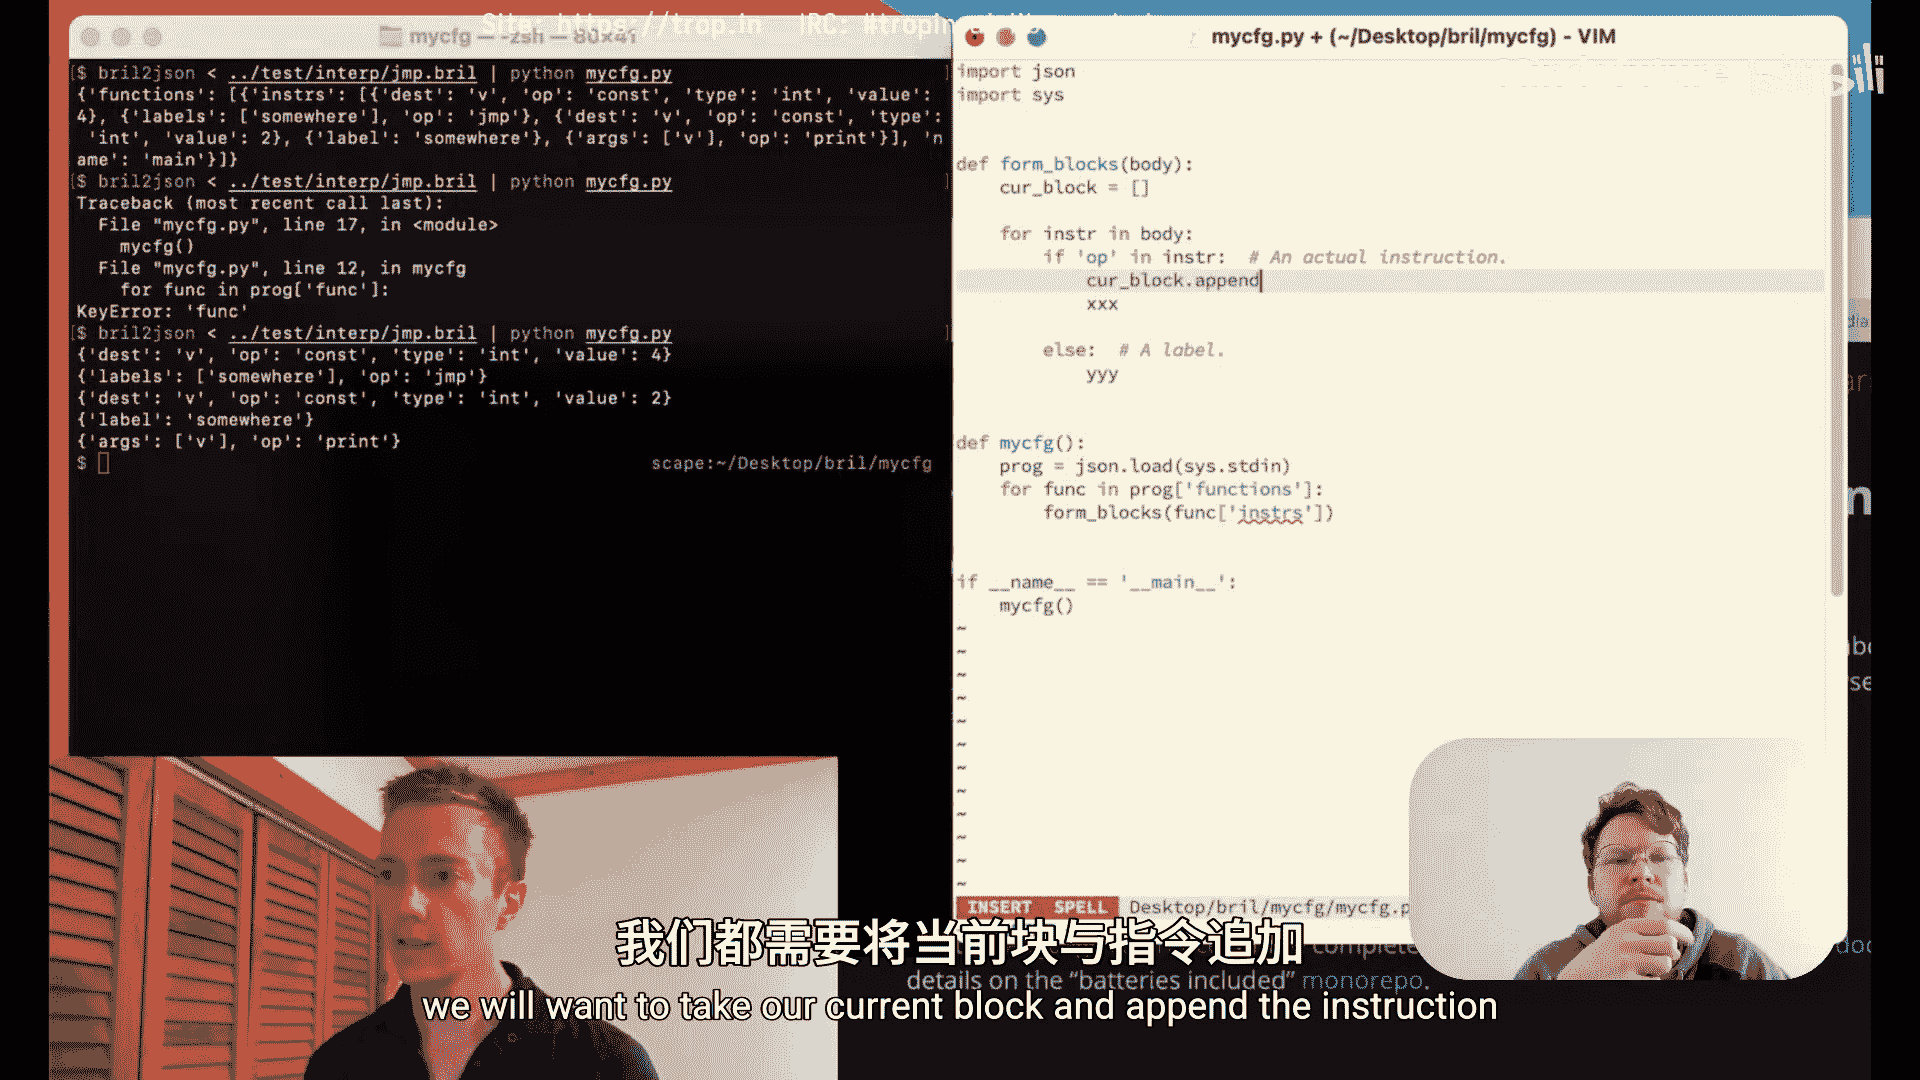 Site: https://trop.in
mycfg — -zsh — 80×41
$ bril2json < ../test/interp/jmp.bril | python mycfg.py
{'functions': [{'instrs': [{'dest': 'v', 'op': 'const', 'type': 'int', 'value':
4}, {'labels': ['somewhere'], 'op': 'jmp'}, {'dest': 'v', 'op': 'const', 'type':
'int', 'value': 2}, {'label': 'somewhere'}, {'args': ['v'], 'op': 'print'}], 'n
ame': 'main'}]}
$ bril2json < ../test/interp/jmp.bril | python mycfg.py
Traceback (most recent call last):
File "mycfg.py", line 17, in <module>
mycfg()
File "mycfg.py", line 12, in mycfg
for func in prog['func']:
KeyError: 'func'
$ bril2json < ../test/interp/jmp.bril | python mycfg.py
{'dest': 'v', 'op': 'const', 'type': 'int', 'value': 4}
{'labels': ['somewhere'], 'op': 'jmp'}
{'dest': 'v', 'op': 'const', 'type': 'int', 'value': 2}
{'label': 'somewhere'}
{'args': ['v'], 'op': 'print'}
$ scape:~/Desktop/bril/mycfg
mycfg.py + (~/Desktop/bril/mycfg) - VIM
import json
import sys
def form_blocks(body):
cur_block = []
for instr in body:
if 'op' in instr: # An actual instruction.
cur_block.append
xxx
else: # A label.
yyy
def mycfg():
prog = json.load(sys.stdin)
for func in prog['functions']:
form_blocks(func['instrs'])
if __name__ == '__main__':
mycfg()
~
~
~
~
~
~
~
~
~
~
~
~
INSERT SPELL Desktop/bril/mycfg/mycfg.p
complete
details on the “batteries included” monorepo.
我们都需要将当前块与指令追加
we will want to take our current block and append the instruction